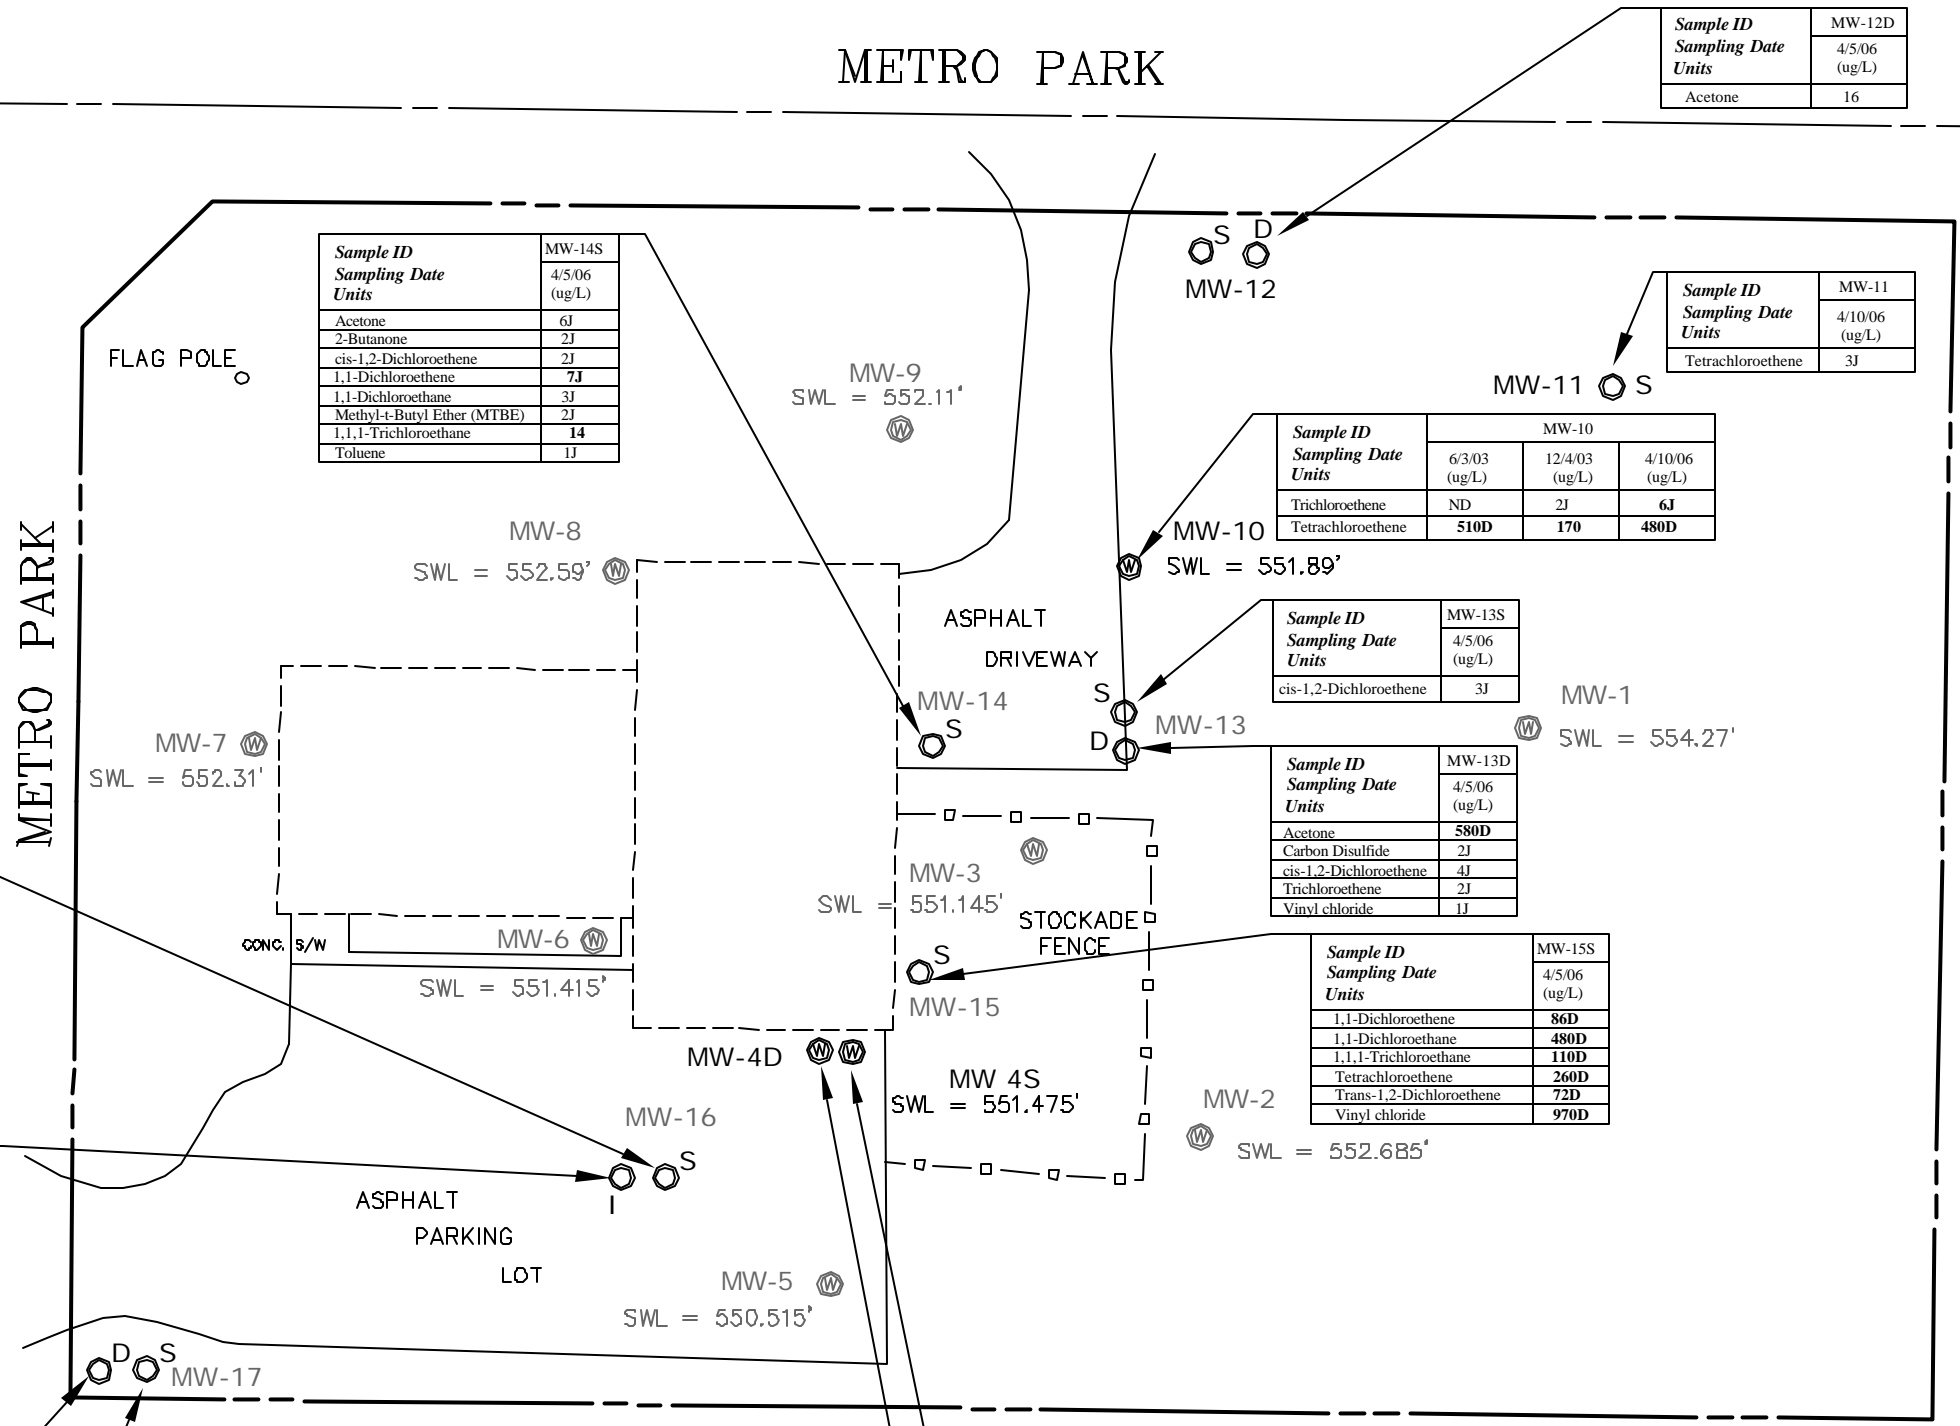 METRO PARK
Sample ID MW-12D
Sampling Date 4/5/06
Units (ug/L)
Acetone 16
Sample ID MW-14S
Sampling Date 4/5/06
Units (ug/L)
Acetone 6J
2-Butanone 2J
cis-1,2-Dichloroethene 2J
1,1-Dichloroethene 7J
1,1-Dichloroethane 3J
Methyl-t-Butyl Ether (MTBE) 2J
1,1,1-Trichloroethane 14
Toluene 1J
S D
MW-12
Sample ID MW-11
Sampling Date 4/10/06
Units (ug/L)
Tetrachloroethene 3J
FLAG POLE
MW-9
SWL = 552.11'
MW-11 S
Sample ID MW-10
Sampling Date 6/3/03 12/4/03 4/10/06
Units (ug/L) (ug/L) (ug/L)
Trichloroethene ND 2J 6J
Tetrachloroethene 510D 170 480D
METRO PARK
MW-8
SWL = 552.59'
W
MW-10
SWL = 551.89'
W
ASPHALT
DRIVEWAY
Sample ID MW-13S
Sampling Date 4/5/06
Units (ug/L)
cis-1,2-Dichloroethene 3J
MW-14
S
S
D
MW-13
MW-1
W
SWL = 554.27'
MW-7 W
SWL = 552.31'
Sample ID MW-13D
Sampling Date 4/5/06
Units (ug/L)
Acetone 580D
Carbon Disulfide 2J
cis-1,2-Dichloroethene 4J
Trichloroethene 2J
Vinyl chloride 1J
W
MW-3
SWL = 551.145'
STOCKADE
FENCE
CONC. S/W
MW-6 W
SWL = 551.415'
S
MW-15
Sample ID MW-15S
Sampling Date 4/5/06
Units (ug/L)
1,1-Dichloroethene 86D
1,1-Dichloroethane 480D
1,1,1-Trichloroethane 110D
Tetrachloroethene 260D
Trans-1,2-Dichloroethene 72D
Vinyl chloride 970D
MW-4D W W
MW 4S
SWL = 551.475'
MW-2
W
SWL = 552.685'
MW-16
S
I
ASPHALT
PARKING
LOT
MW-5 W
SWL = 550.515'
D S
MW-17